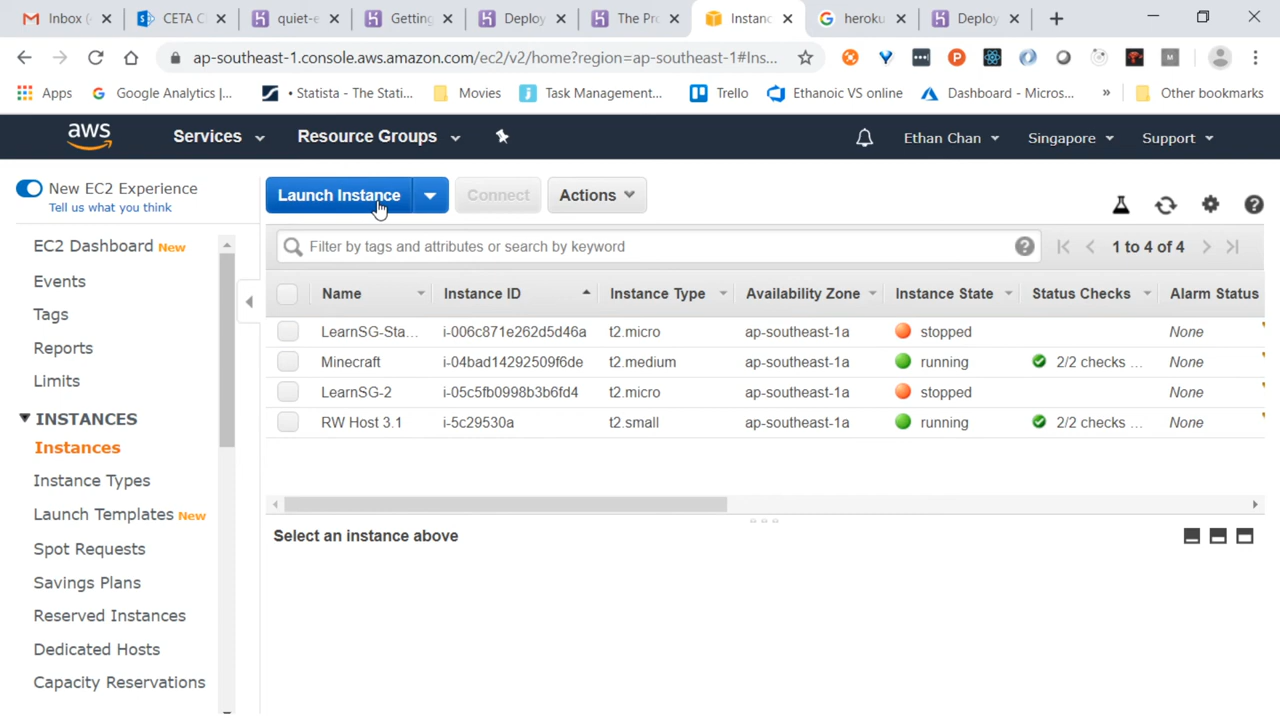 Inbox (
CETA C
quiet-e
Getting
Deploy
The Pro
Instanc
heroku
Deploy
ap-southeast-1.console.aws.amazon.com/ec2/v2/home?region=ap-southeast-1#Ins...
Apps
Google Analytics |...
• Statista - The Stati...
Movies
Task Management...
Trello
Ethanoic VS online
Dashboard - Micros...
»
Other bookmarks
aws
Services
Resource Groups
Ethan Chan
Singapore
Support
New EC2 Experience
Tell us what you think
EC2 Dashboard New
Events
Tags
Reports
Limits
INSTANCES
Instances
Instance Types
Launch Templates New
Spot Requests
Savings Plans
Reserved Instances
Dedicated Hosts
Capacity Reservations
Launch Instance
Connect
Actions
Filter by tags and attributes or search by keyword
1 to 4 of 4
Name Instance ID Instance Type Availability Zone Instance State Status Checks Alarm Status
LearnSG-Sta... i-006c871e262d5d46a t2.micro ap-southeast-1a stopped None
Minecraft i-04bad14292509f6de t2.medium ap-southeast-1a running 2/2 checks ... None
LearnSG-2 i-05c5fb0998b3b6fd4 t2.micro ap-southeast-1a stopped None
RW Host 3.1 i-5c29530a t2.small ap-southeast-1a running 2/2 checks ... None
Select an instance above